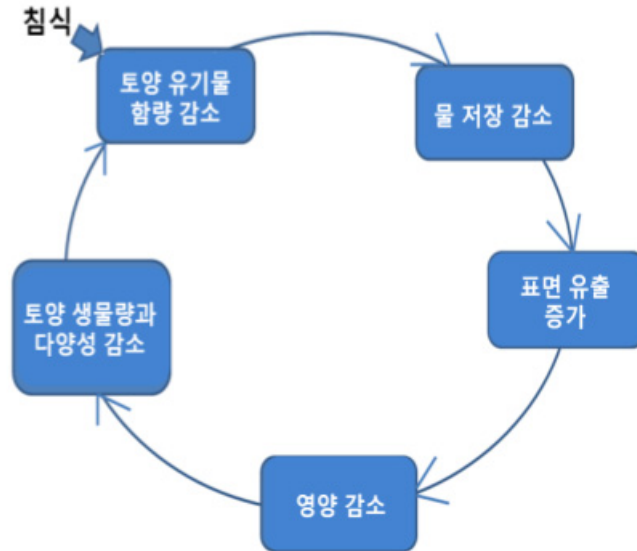 침식
토양 유기물
함량 감소
물 저장 감소
표면 유출
증가
영양 감소
토양 생물량과
다양성 감소